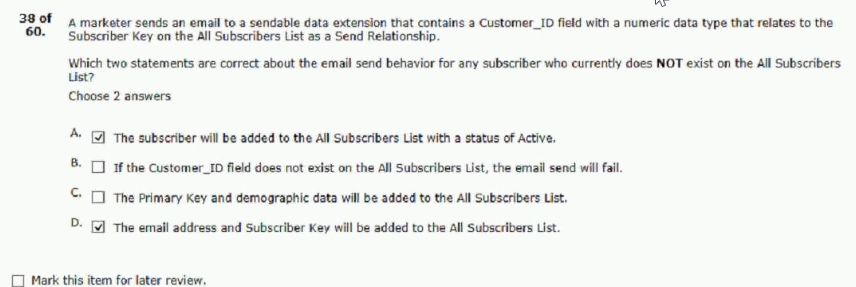 38 of 60.
A marketer sends an email to a sendable data extension that contains a Customer_ID field with a numeric data type that relates to the
Subscriber Key on the All Subscribers List as a Send Relationship.
Which two statements are correct about the email send behavior for any subscriber who currently does NOT exist on the All Subscribers
List?
Choose 2 answers
A. The subscriber will be added to the All Subscribers List with a status of Active.
B. If the Customer_ID field does not exist on the All Subscribers List, the email send will fail.
C. The Primary Key and demographic data will be added to the All Subscribers List.
D. The email address and Subscriber Key will be added to the All Subscribers List.
Mark this item for later review.